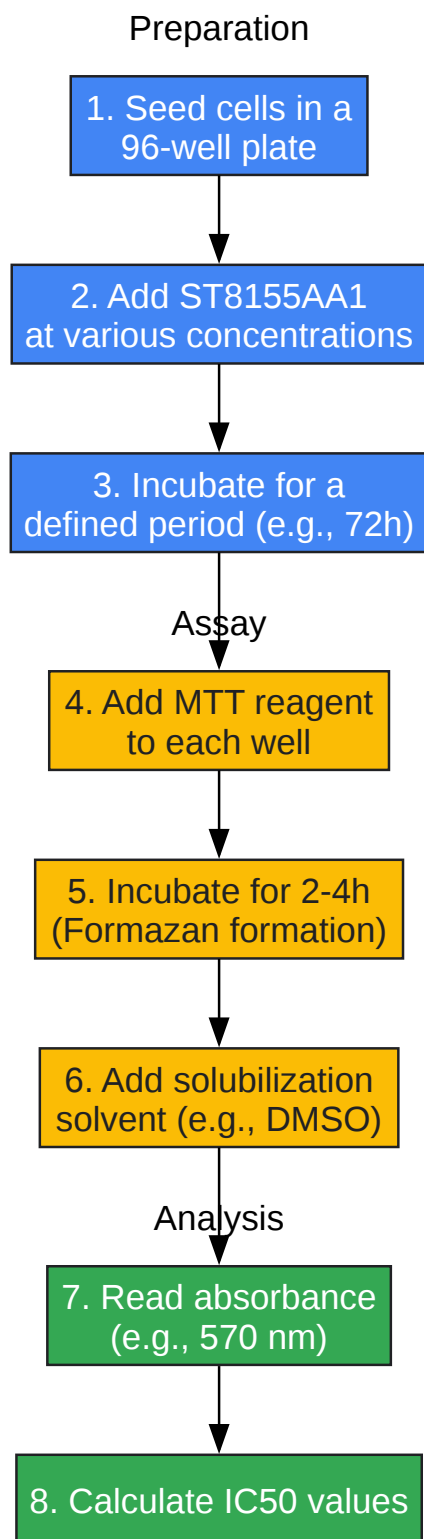 Preparation
1. Seed cells in a
96-well plate
2. Add ST8155AA1
at various concentrations
3. Incubate for a
defined period (e.g., 72h)
Assay
4. Add MTT reagent
to each well
5. Incubate for 2-4h
(Formazan formation)
6. Add solubilization
solvent (e.g., DMSO)
Analysis
7. Read absorbance
(e.g., 570 nm)
8. Calculate IC50 values